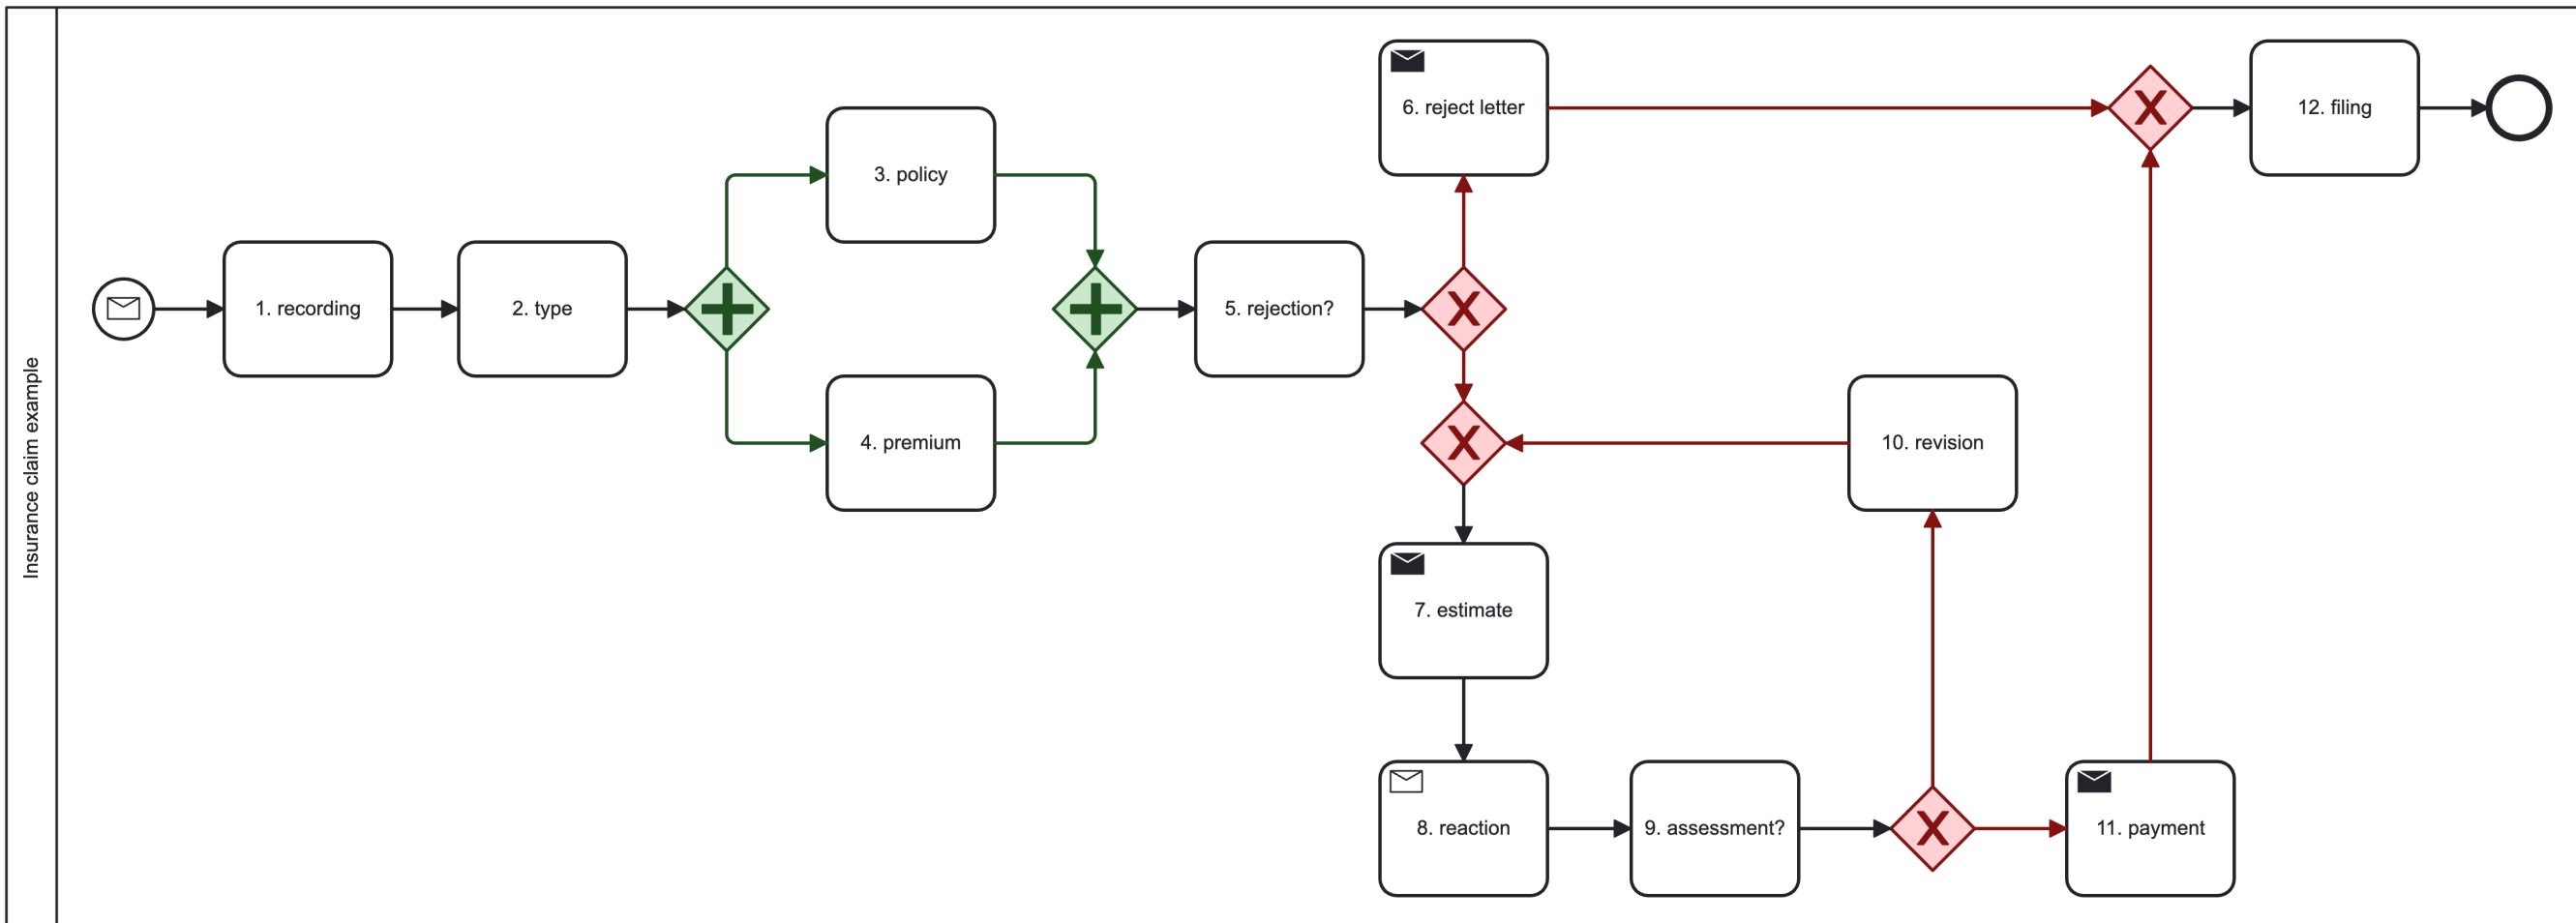 Insurance claim example
1. recording
2. type
3. policy
4. premium
5. rejection?
6. reject letter
X
X
7. estimate
8. reaction
9. assessment?
X
10. revision
11. payment
X
12. filing